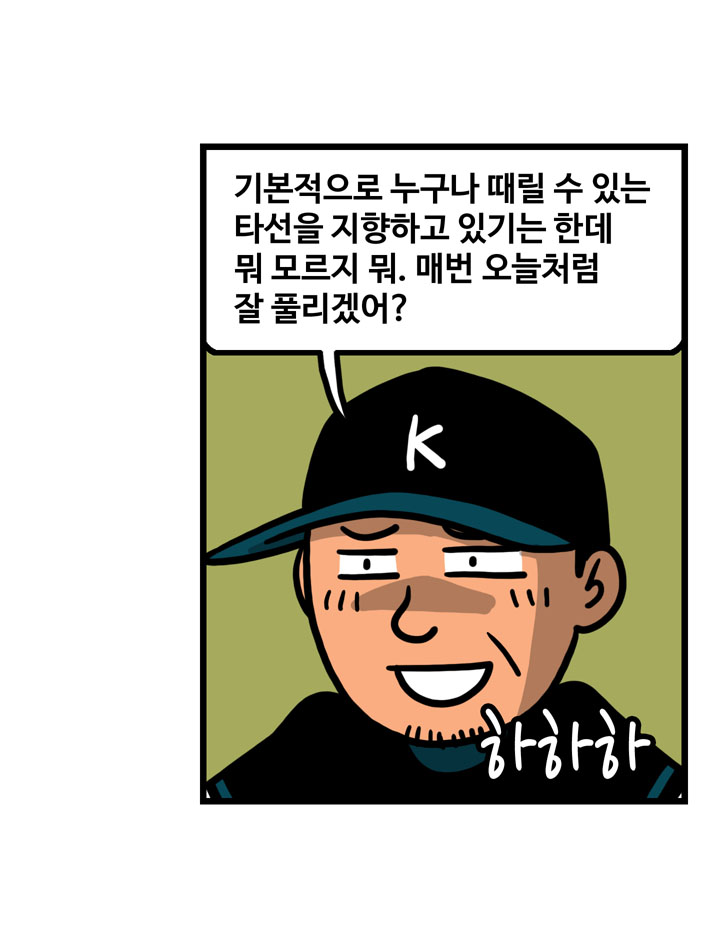 기본적으로 누구나 때릴 수 있는
타선을 지향하고 있기는 한데
뭐 모르지 뭐. 매번 오늘처럼
잘 풀리겠어?
K
하하하